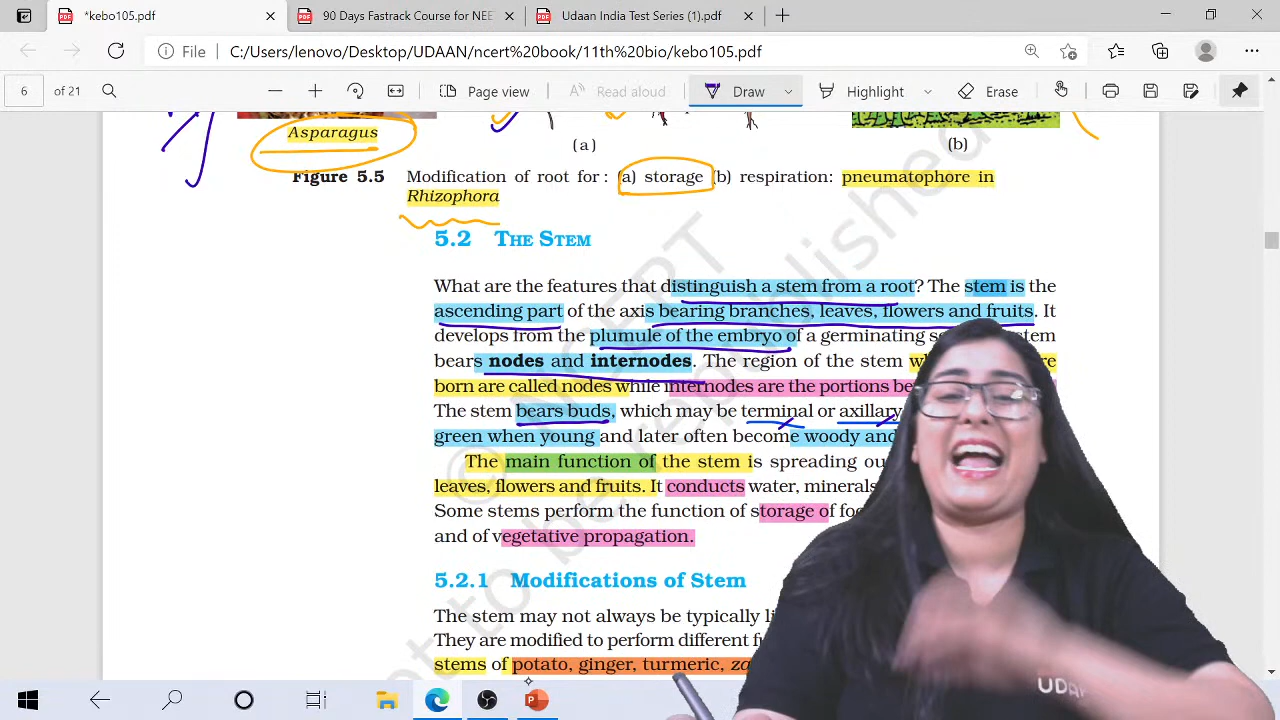 *kebo105.pdf
90 Days Fastrack Course for NEE
Udaan India Test Series (1).pdf
File C:/Users/lenovo/Desktop/UDAAN/ncert%20book/11th%20bio/kebo105.pdf
6 of 21 Page view Read aloud Draw Highlight Erase
Asparagus
(a) (b)
Figure 5.5 Modification of root for : (a) storage (b) respiration: pneumatophore in
Rhizophora
5.2 THE STEM
What are the features that distinguish a stem from a root? The stem is the
ascending part of the axis bearing branches, leaves, flowers and fruits. It
develops from the plumule of the embryo of a germinating
bears nodes and internodes. The region of the stem
born are called nodes while internodes are the portions
The stem bears buds, which may be terminal or axillary
green when young and later often become woody and
The main function of the stem is spreading
leaves, flowers and fruits. It conducts water, minerals
Some stems perform the function of storage of
and of vegetative propagation.
5.2.1 Modifications of Stem
The stem may not always be typically
They are modified to perform different
stems of potato, ginger, turmeric,
© NCERT
not to be republished
UDAA